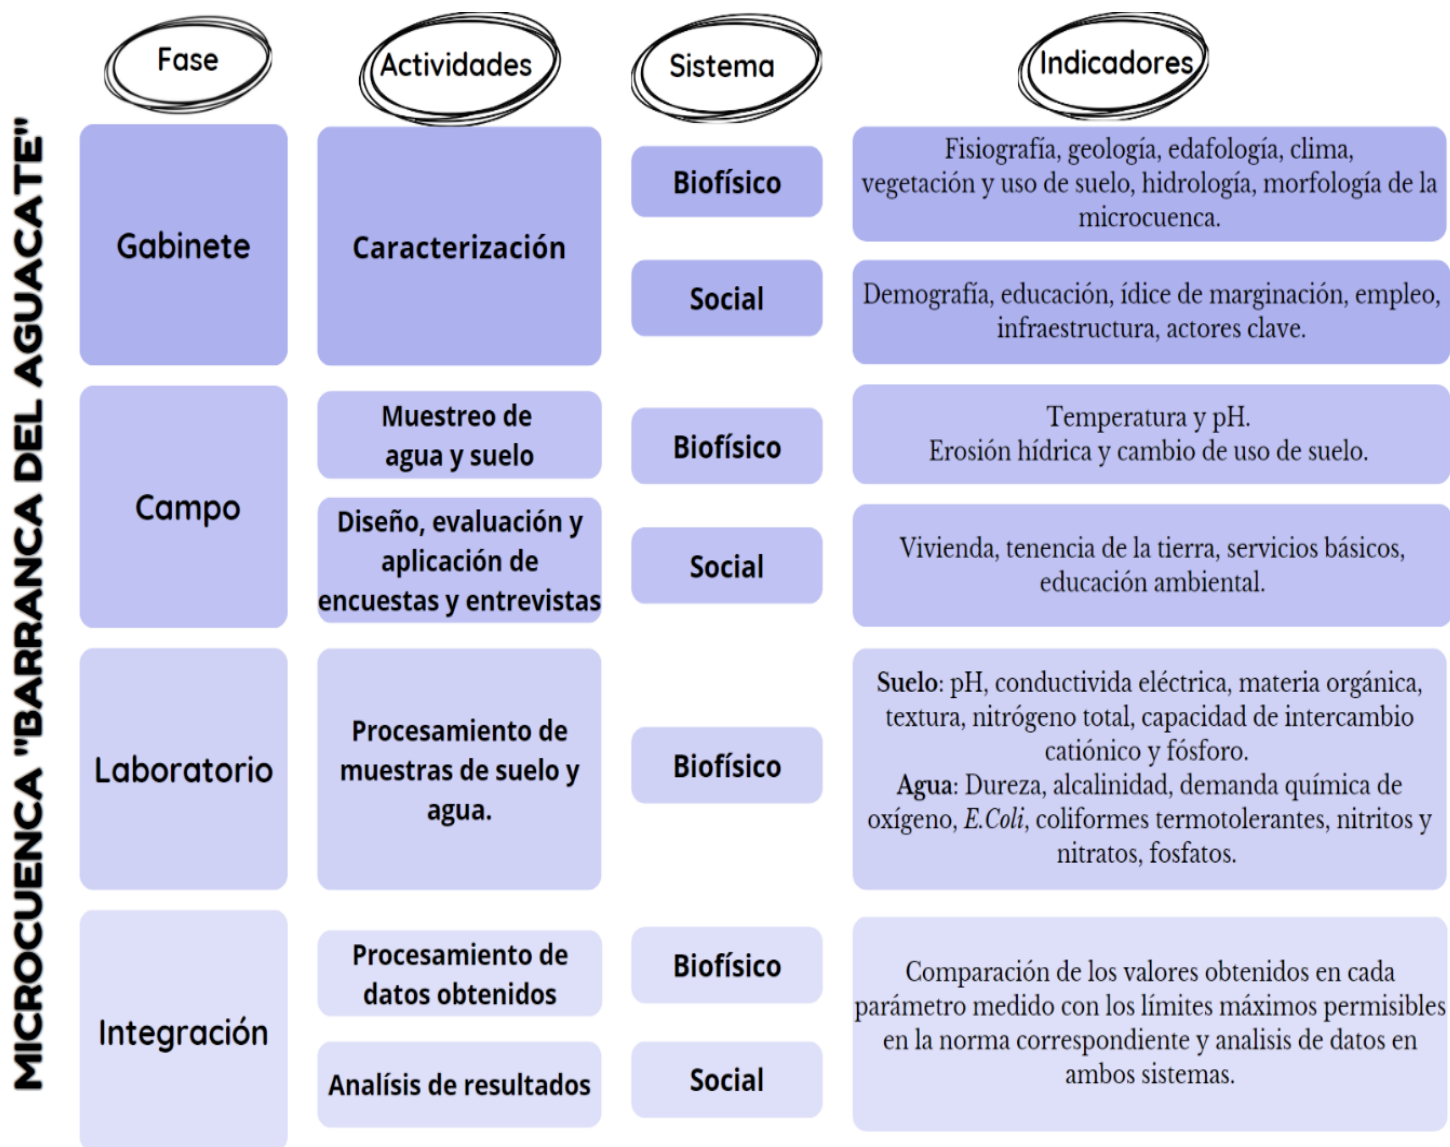 MICROCUENCA "BARRANCA DEL AGUACATE"
Fase
Actividades
Sistema
Indicadores
Gabinete
Caracterización
Biofísico
Fisiografía, geología, edafología, clima,
vegetación y uso de suelo, hidrología, morfología de la
microcuenca.
Social
Demografía, educación, ídice de marginación, empleo,
infraestructura, actores clave.
Campo
Muestreo de
agua y suelo
Biofísico
Temperatura y pH.
Erosión hídrica y cambio de uso de suelo.
Diseño, evaluación y
aplicación de
encuestas y entrevistas
Social
Vivienda, tenencia de la tierra, servicios básicos,
educación ambiental.
Laboratorio
Procesamiento de
muestras de suelo y
agua.
Biofísico
Suelo: pH, conductivida eléctrica, materia orgánica,
textura, nitrógeno total, capacidad de intercambio
catiónico y fósforo.
Agua: Dureza, alcalinidad, demanda química de
oxígeno, E.Coli, coliformes termotolerantes, nitritos y
nitratos, fosfatos.
Integración
Procesamiento de
datos obtenidos
Biofísico
Analísis de resultados
Social
Comparación de los valores obtenidos en cada
parámetro medido con los límites máximos permisibles
en la norma correspondiente y analisis de datos en
ambos sistemas.